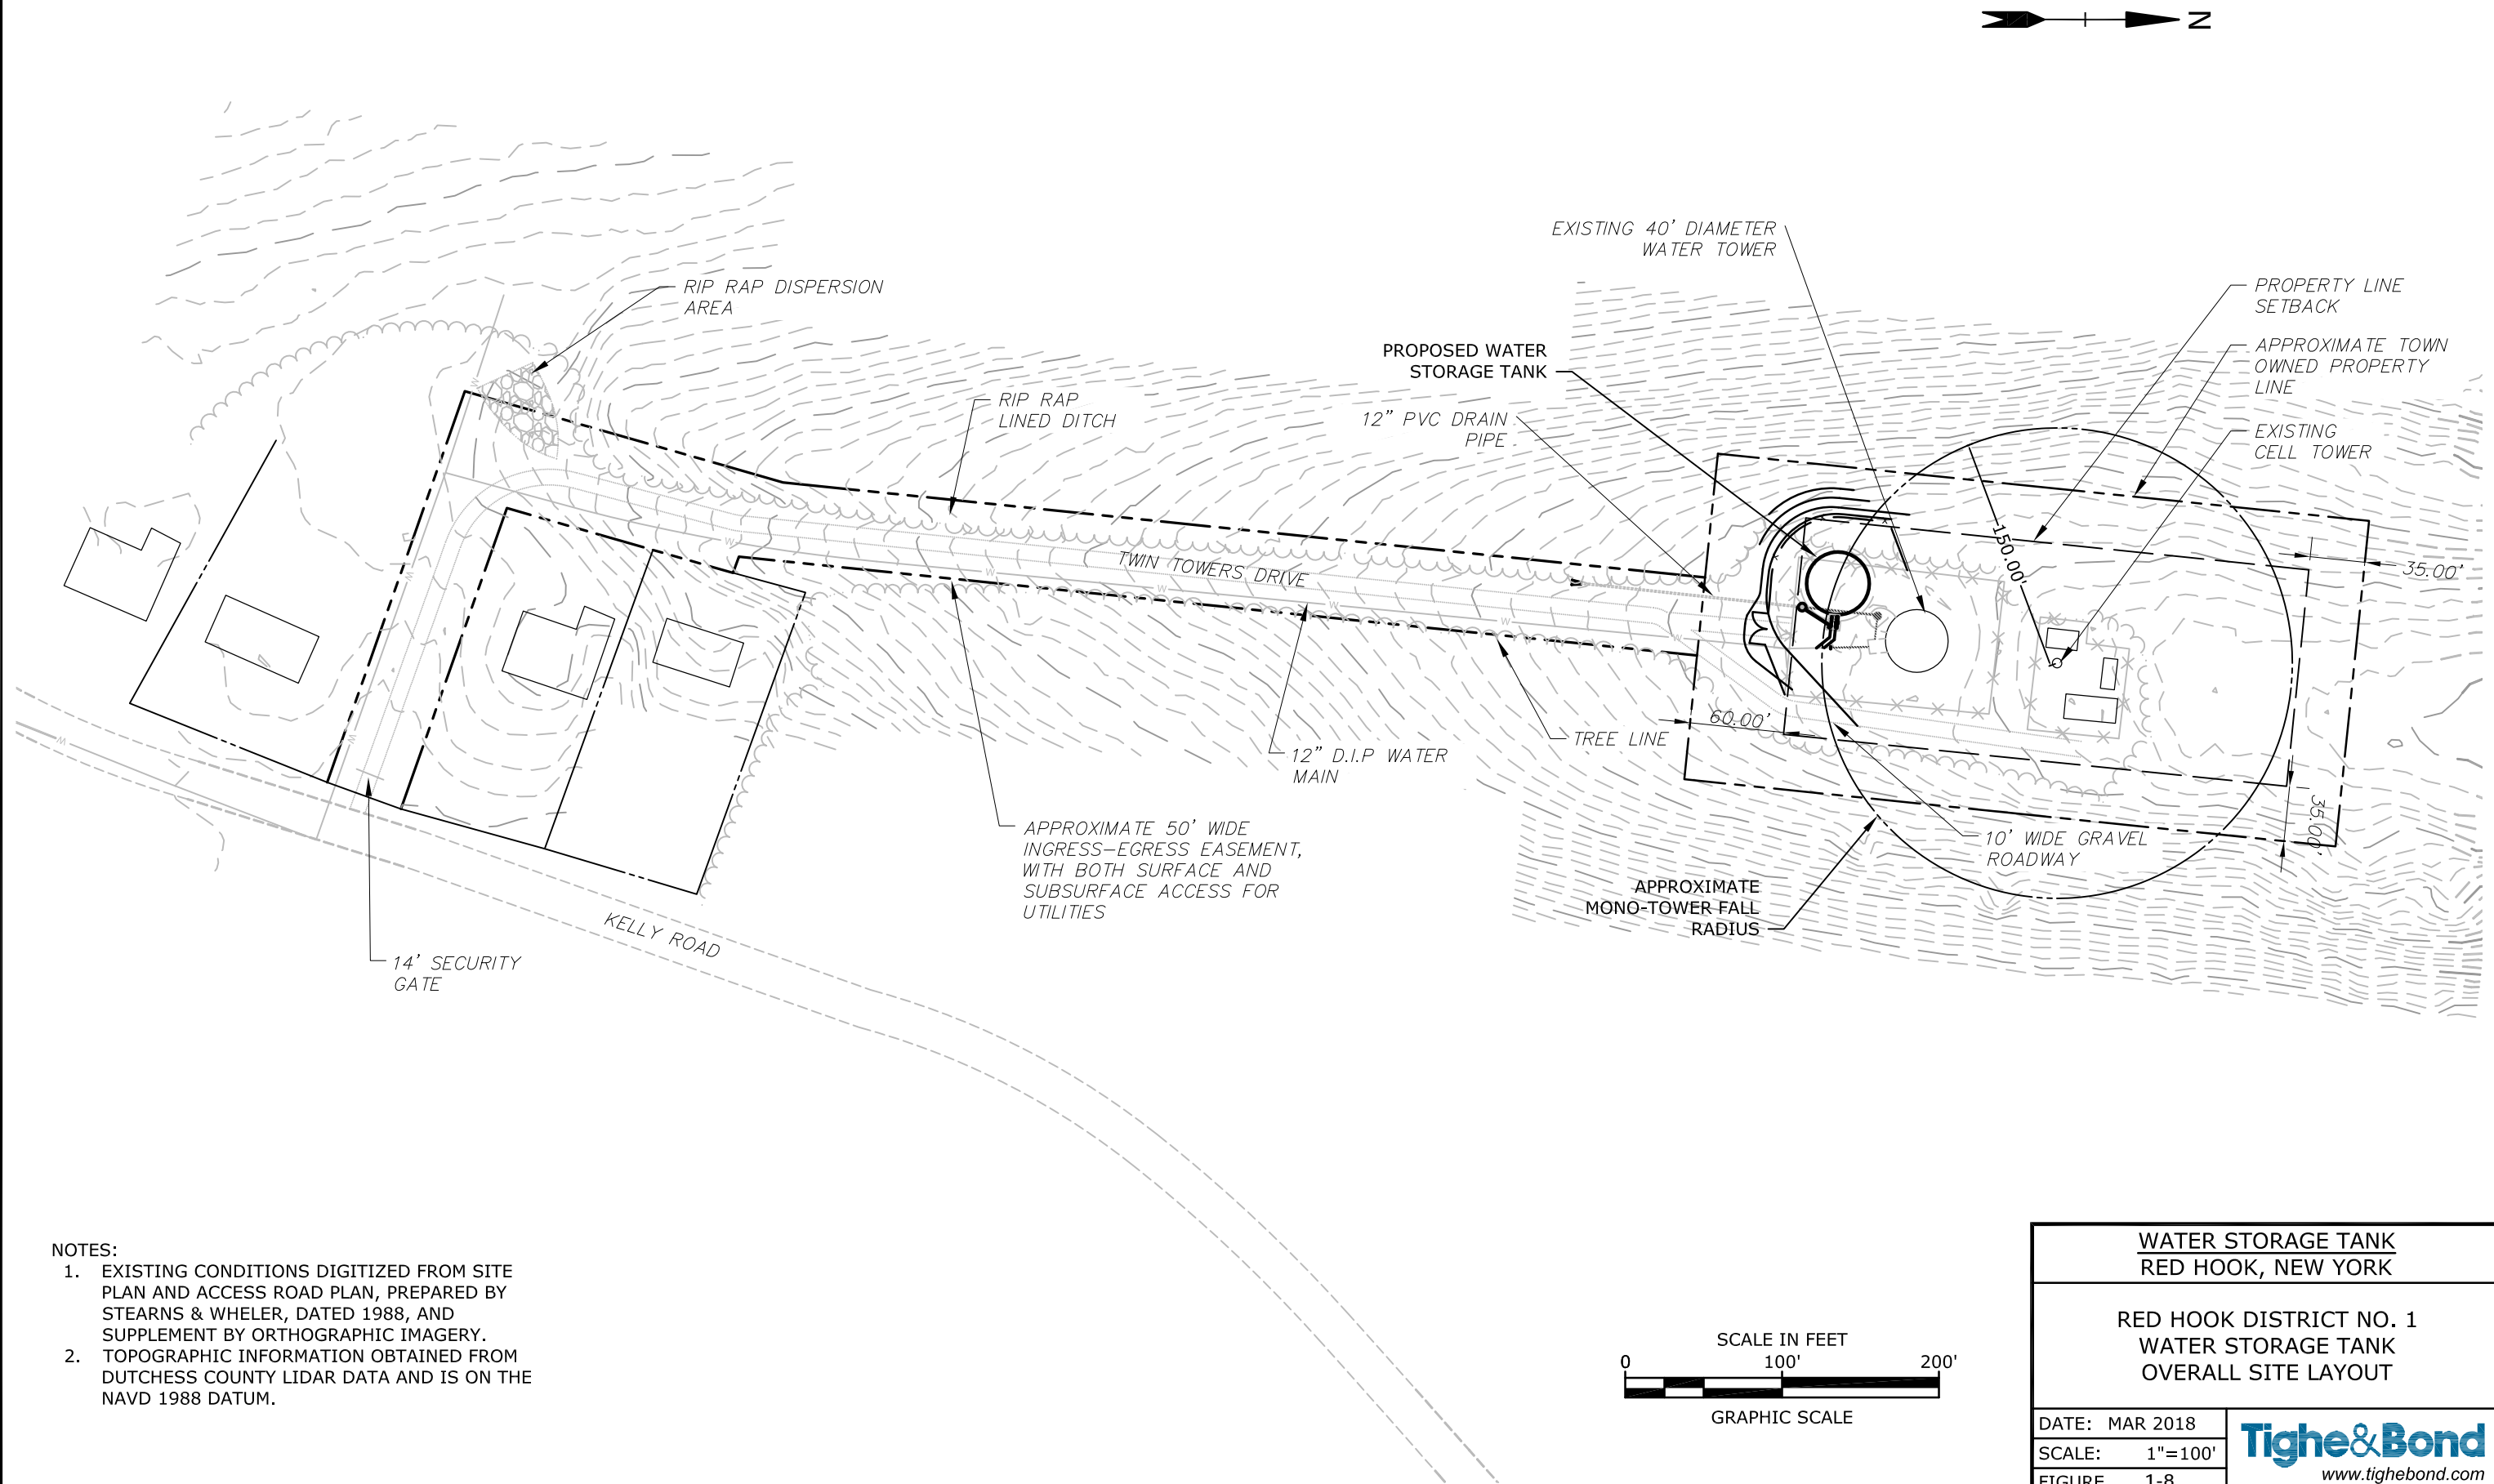 N
EXISTING 40' DIAMETER
WATER TOWER
RIP RAP DISPERSION
AREA
PROPERTY LINE
SETBACK
PROPOSED WATER
STORAGE TANK
APPROXIMATE TOWN
OWNED PROPERTY
LINE
RIP RAP
LINED DITCH
12" PVC DRAIN
PIPE
EXISTING
CELL TOWER
150.00'
35.00'
TWIN TOWERS DRIVE
W
W
W
W
W
W
W
W
W
W
60.00'
TREE LINE
12" D.I.P WATER
MAIN
35.00'
APPROXIMATE 50' WIDE
INGRESS-EGRESS EASEMENT,
WITH BOTH SURFACE AND
SUBSURFACE ACCESS FOR
UTILITIES
10' WIDE GRAVEL
ROADWAY
APPROXIMATE
MONO-TOWER FALL
RADIUS
KELLY ROAD
14' SECURITY
GATE
NOTES:
1. EXISTING CONDITIONS DIGITIZED FROM SITE
PLAN AND ACCESS ROAD PLAN, PREPARED BY
STEARNS & WHELER, DATED 1988, AND
SUPPLEMENT BY ORTHOGRAPHIC IMAGERY.
2. TOPOGRAPHIC INFORMATION OBTAINED FROM
DUTCHESS COUNTY LIDAR DATA AND IS ON THE
NAVD 1988 DATUM.
SCALE IN FEET
0 100' 200'
GRAPHIC SCALE
WATER STORAGE TANK
RED HOOK, NEW YORK
RED HOOK DISTRICT NO. 1
WATER STORAGE TANK
OVERALL SITE LAYOUT
DATE: MAR 2018
SCALE: 1"=100'
FIGURE 1-8
Tighe&Bond
www.tighebond.com